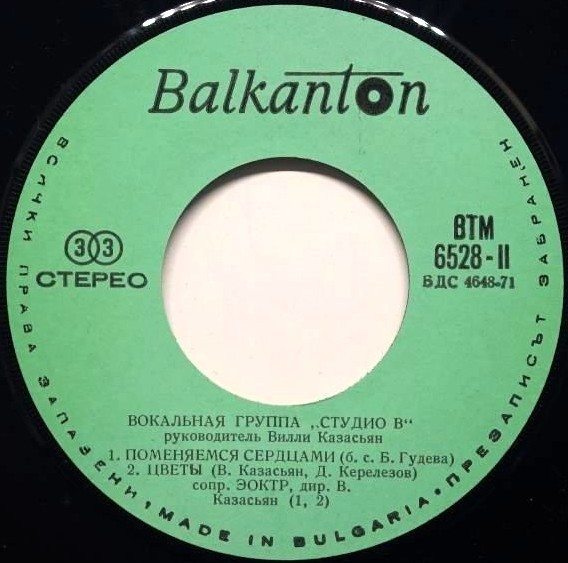 Balkanton
33
СТЕРЕО
ВТМ
6528-II
БДС 4648-71
ВОКАЛЬНАЯ ГРУППА „СТУДИО В“
руководитель Вилли Казасьян
1. ПОМЕНЯЕМСЯ СЕРДЦАМИ (б. с. Б. Гудева)
2. ЦВЕТЫ (В. Казасьян, Д. Керелезов)
сопр. ЭОКТР, дир. В.
Казасьян (1, 2)
ВСИЧКИ ПРАВА ЗАПАЗЕНИ • MADE IN BULGARIA • ПРЕЗАПИСЪТ ЗАБРАНЕН